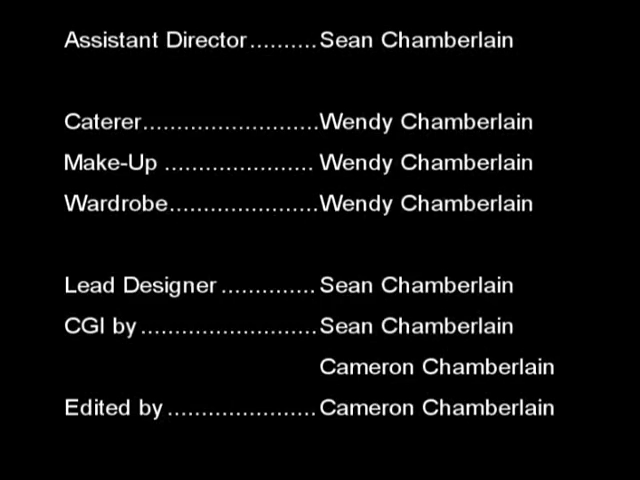 Assistant Director..........Sean Chamberlain
Caterer..........................Wendy Chamberlain
Make-Up ...................... Wendy Chamberlain
Wardrobe......................Wendy Chamberlain
Lead Designer .............. Sean Chamberlain
CGI by ..........................Sean Chamberlain
Cameron Chamberlain
Edited by ......................Cameron Chamberlain